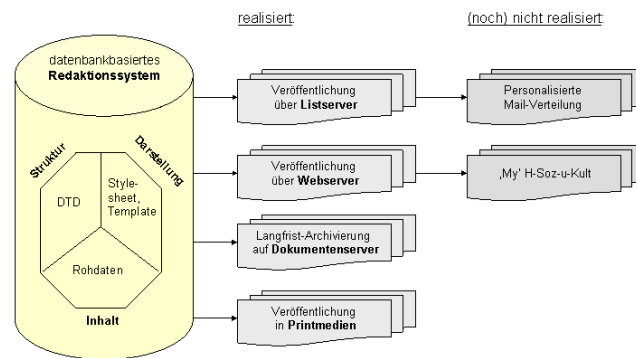 realisiert:
(noch) nicht realisiert:
datenbankbasiertes
Redaktionssystem
Struktur
Darstellung
DTD
Style-
sheet,
Template
Rohdaten
Inhalt
Veröffentlichung
über Listserver
Personalisierte
Mail-Verteilung
Veröffentlichung
über Webserver
‚My' H-Soz-u-Kult
Langfrist-Archivierung
auf Dokumentenserver
Veröffentlichung
in Printmedien